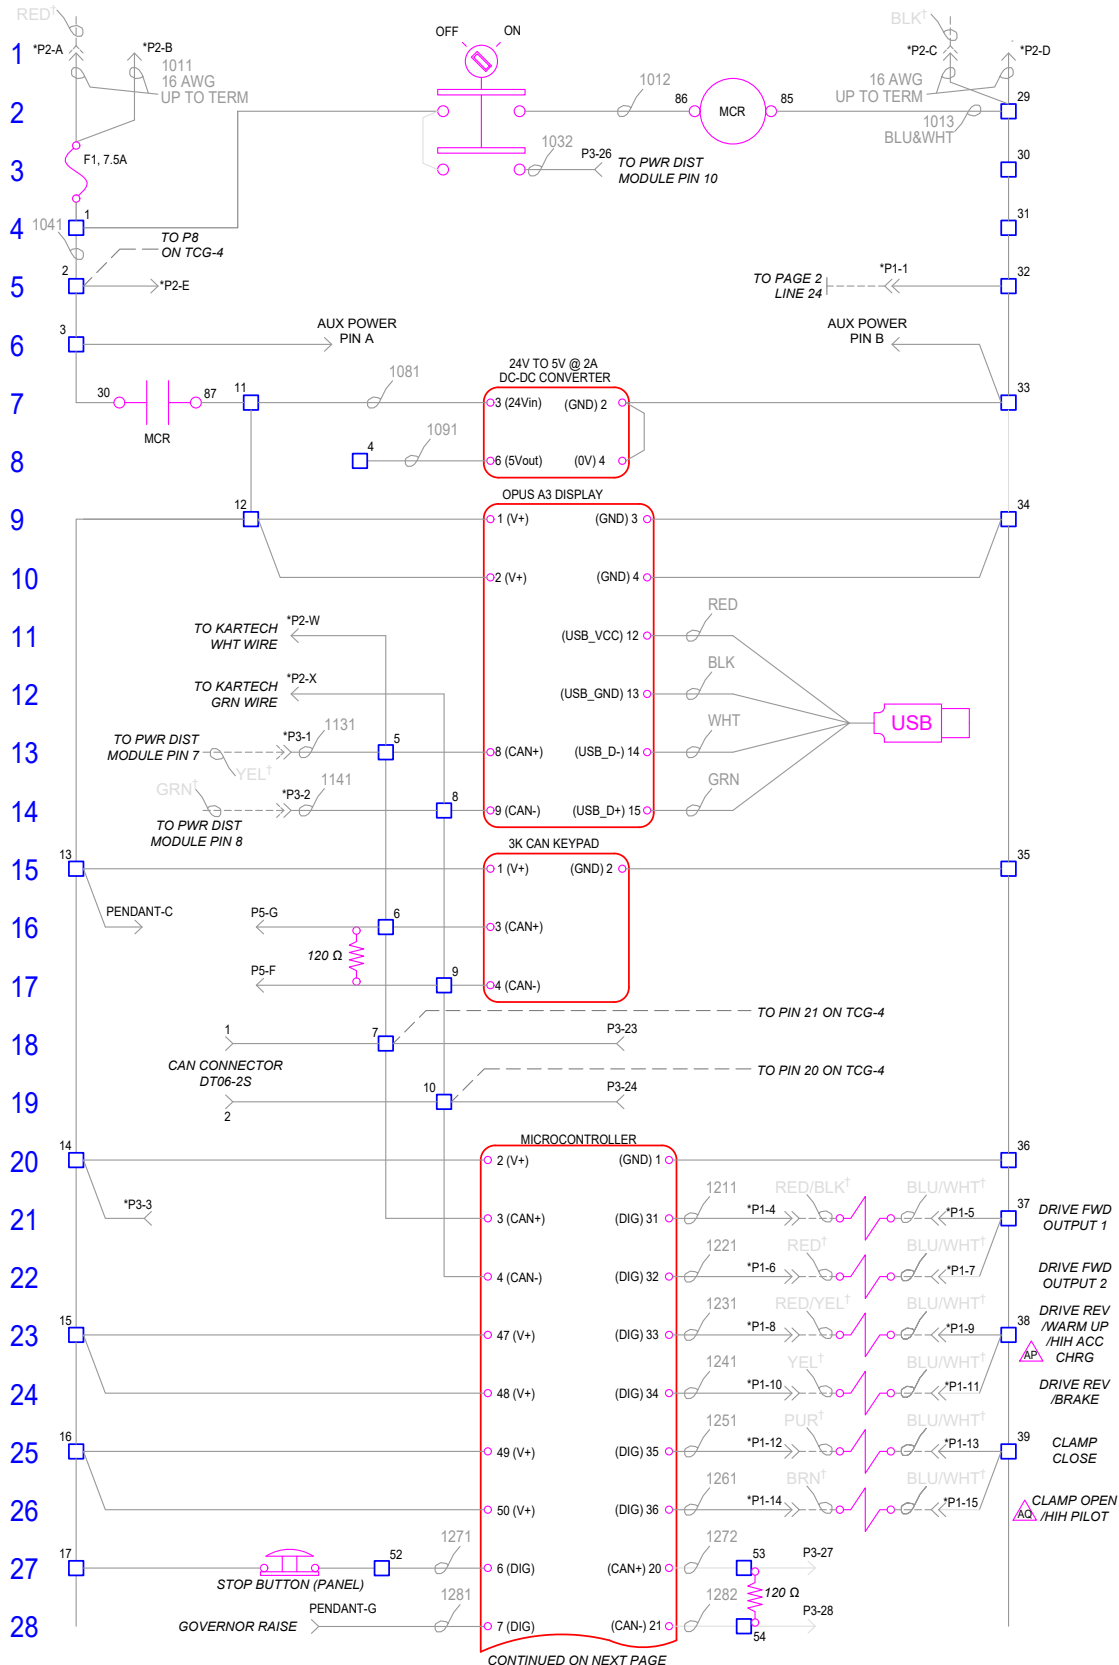 RED†
BLK†
OFF
ON
1
*P2-A
*P2-B
*P2-C
*P2-D
1011
16 AWG
UP TO TERM
1012
16 AWG
UP TO TERM
29
2
86
MCR
85
1013
BLU&WHT
3
F1, 7.5A
1032
P3-26
TO PWR DIST
MODULE PIN 10
30
4
1
31
1041
TO P8
ON TCG-4
5
2
*P2-E
TO PAGE 2
LINE 24
*P1-1
32
6
3
AUX POWER
PIN A
AUX POWER
PIN B
24V TO 5V @ 2A
DC-DC CONVERTER
7
30
87
MCR
11
1081
3 (24Vin)
(GND) 2
33
8
4
1091
6 (5Vout)
(0V) 4
OPUS A3 DISPLAY
9
12
1 (V+)
(GND) 3
34
10
2 (V+)
(GND) 4
11
TO KARTECH
WHT WIRE
*P2-W
(USB_VCC) 12
RED
12
TO KARTECH
GRN WIRE
*P2-X
(USB_GND) 13
BLK
USB
13
TO PWR DIST
MODULE PIN 7
*P3-1
1131
YEL†
5
8 (CAN+)
(USB_D-) 14
WHT
14
GRN†
*P3-2
1141
TO PWR DIST
MODULE PIN 8
8
9 (CAN-)
(USB_D+) 15
GRN
3K CAN KEYPAD
15
13
1 (V+)
(GND) 2
35
16
PENDANT-C
P5-G
6
3 (CAN+)
120 Ω
17
P5-F
9
4 (CAN-)
TO PIN 21 ON TCG-4
18
1
7
P3-23
CAN CONNECTOR
DT06-2S
TO PIN 20 ON TCG-4
19
2
10
P3-24
MICROCONTROLLER
20
14
2 (V+)
(GND) 1
36
21
*P3-3
3 (CAN+)
(DIG) 31
1211
*P1-4
RED/BLK†
BLU/WHT†
*P1-5
37
DRIVE FWD
OUTPUT 1
22
4 (CAN-)
(DIG) 32
1221
*P1-6
RED†
BLU/WHT†
*P1-7
DRIVE FWD
OUTPUT 2
23
15
47 (V+)
(DIG) 33
1231
*P1-8
RED/YEL†
BLU/WHT†
*P1-9
38
DRIVE REV
/WARM UP
/HIH ACC
CHRG
AP
24
48 (V+)
(DIG) 34
1241
*P1-10
YEL†
BLU/WHT†
*P1-11
DRIVE REV
/BRAKE
25
16
49 (V+)
(DIG) 35
1251
*P1-12
PUR†
BLU/WHT†
*P1-13
39
CLAMP
CLOSE
26
50 (V+)
(DIG) 36
1261
*P1-14
BRN†
BLU/WHT†
*P1-15
AQ
CLAMP OPEN
/HIH PILOT
27
17
STOP BUTTON (PANEL)
52
1271
6 (DIG)
(CAN+) 20
1272
53
P3-27
120 Ω
28
GOVERNOR RAISE
PENDANT-G
1281
7 (DIG)
(CAN-) 21
1282
54
P3-28
CONTINUED ON NEXT PAGE